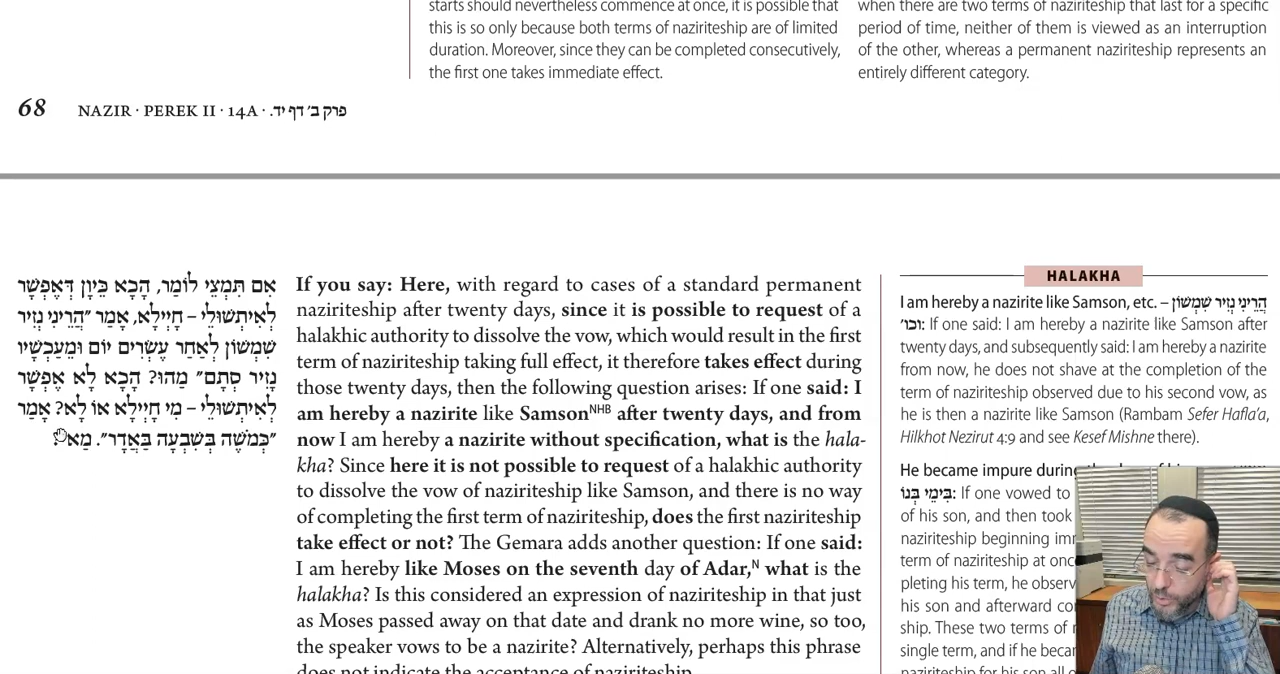 starts should nevertheless commence at once, it is possible that
this is so only because both terms of naziriteship are of limited
duration. Moreover, since they can be completed consecutively,
the first one takes immediate effect.
when there are two terms of naziriteship that last for a specific
period of time, neither of them is viewed as an interruption
of the other, whereas a permanent naziriteship represents an
entirely different category.
68 NAZIR · PEREK II · 14A · פרק ב׳ דף יד.
אִם תִּמְצֵי לוֹמַר, הָכָא כֵּיוָן דְּאֶפְשָׁר
לְאִיתְּשׁוּלֵי – חָיְילָא, אָמַר ״הֲרֵינִי נְזִיר
שִׁמְשׁוֹן לְאַחַר עֶשְׂרִים יוֹם וּמֵעַכְשָׁיו
נָזִיר סְתָם״ מַהוּ? הָכָא לָא אֶפְשָׁר
לְאִיתְּשׁוּלֵי – מִי חָיְילָא אוֹ לָא? אָמַר
״כְּמֹשֶׁה בְּשִׁבְעָה בַּאֲדָר״.
If you say: Here, with regard to cases of a standard permanent
naziriteship after twenty days, since it is possible to request of a
halakhic authority to dissolve the vow, which would result in the first
term of naziriteship taking full effect, it therefore takes effect during
those twenty days, then the following question arises: If one said: I
am hereby a nazirite like Samson^NHB after twenty days, and from
now I am hereby a nazirite without specification, what is the hala-
kha? Since here it is not possible to request of a halakhic authority
to dissolve the vow of naziriteship like Samson, and there is no way
of completing the first term of naziriteship, does the first naziriteship
take effect or not? The Gemara adds another question: If one said:
I am hereby like Moses on the seventh day of Adar,^N what is the
halakha? Is this considered an expression of naziriteship in that just
as Moses passed away on that date and drank no more wine, so too,
the speaker vows to be a nazirite? Alternatively, perhaps this phrase
does not indicate the acceptance of naziriteship.
HALAKHA
I am hereby a nazirite like Samson, etc. – הֲרֵינִי נְזִיר שִׁמְשׁוֹן
וכו׳: If one said: I am hereby a nazirite like Samson after
twenty days, and subsequently said: I am hereby a nazirite
from now, he does not shave at the completion of the
term of naziriteship observed due to his second vow, as
he is then a nazirite like Samson (Rambam Sefer Hafla'a,
Hilkhot Nezirut 4:9 and see Kesef Mishne there).
He became impure during
בִּימֵי בְּנוֹ: If one vowed to
of his son, and then took
naziriteship beginning
term of naziriteship at
pleting his term, he
his son and afterward
ship. These two terms of
single term, and if he
naziriteship for his son all